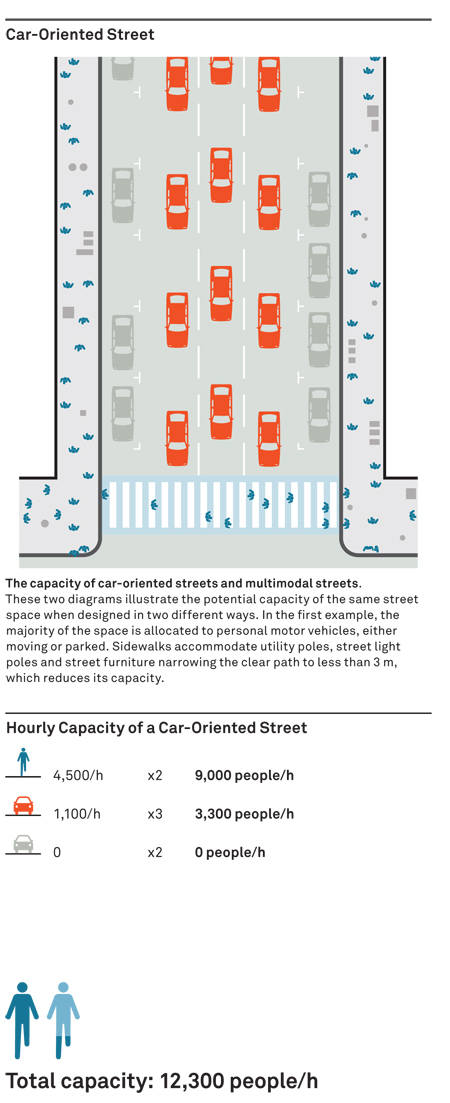 Car-Oriented Street
The capacity of car-oriented streets and multimodal streets.
These two diagrams illustrate the potential capacity of the same street
space when designed in two different ways. In the first example, the
majority of the space is allocated to personal motor vehicles, either
moving or parked. Sidewalks accommodate utility poles, street light
poles and street furniture narrowing the clear path to less than 3 m,
which reduces its capacity.
Hourly Capacity of a Car-Oriented Street
4,500/h x2 9,000 people/h
1,100/h x3 3,300 people/h
0 x2 0 people/h
Total capacity: 12,300 people/h